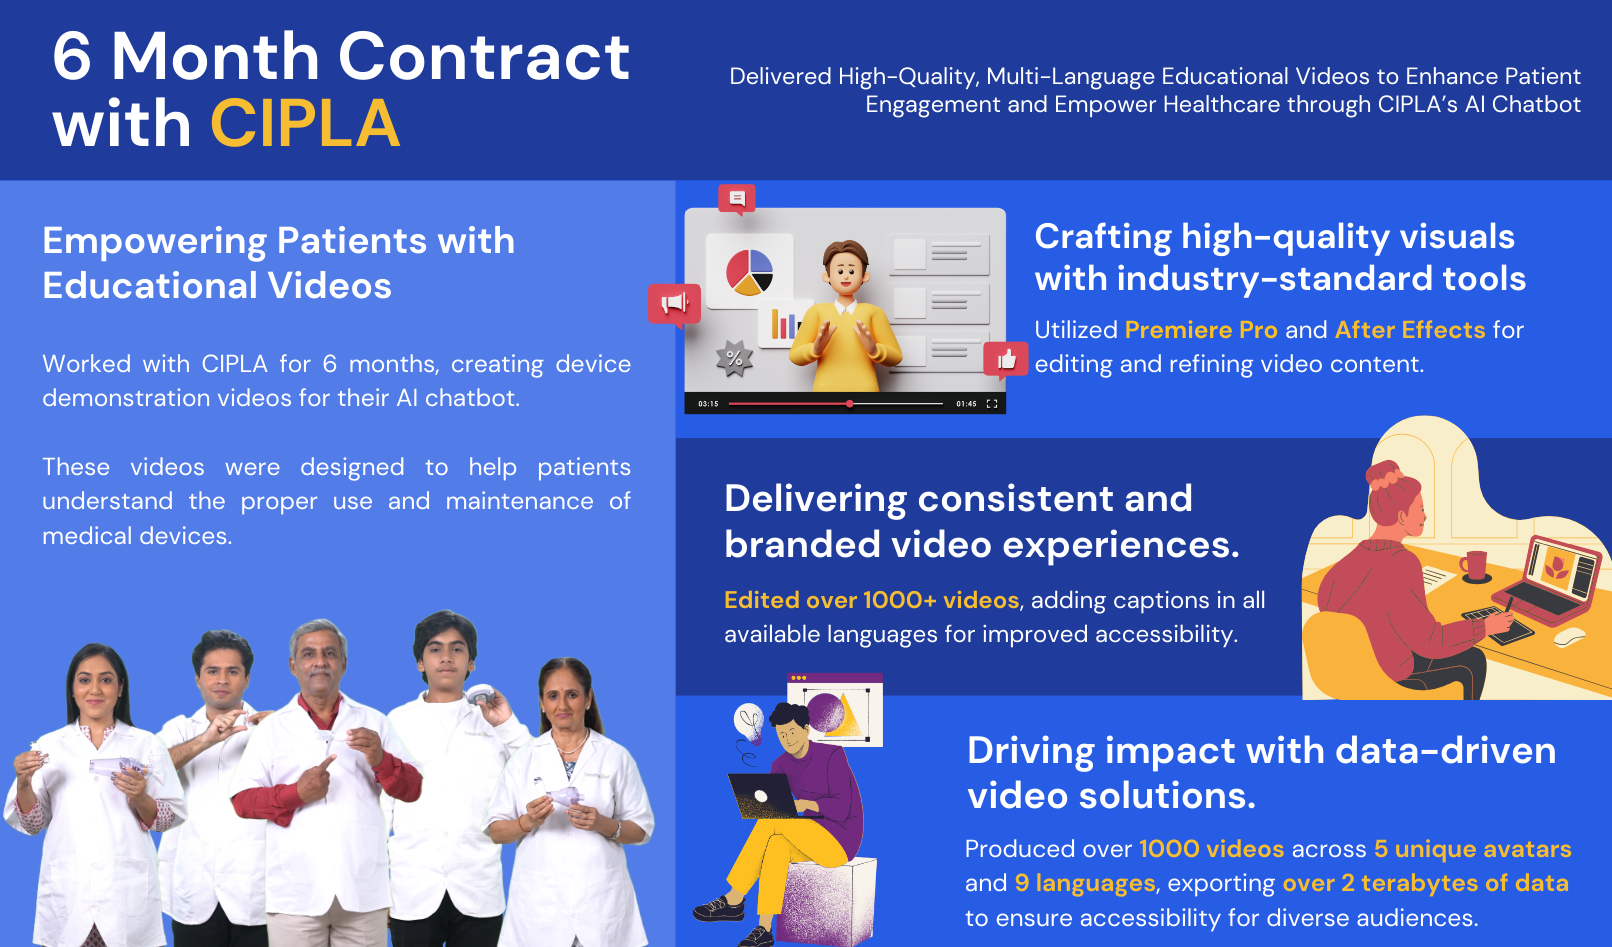 6 Month Contract
with CIPLA
Delivered High-Quality, Multi-Language Educational Videos to Enhance Patient
Engagement and Empower Healthcare through CIPLA's AI Chatbot
Empowering Patients with
Educational Videos
Worked with CIPLA for 6 months, creating device
demonstration videos for their AI chatbot.
These videos were designed to help patients
understand the proper use and maintenance of
medical devices.
%
03:15
01:45
Crafting high-quality visuals
with industry-standard tools
Utilized Premiere Pro and After Effects for
editing and refining video content.
Delivering consistent and
branded video experiences.
Edited over 1000+ videos, adding captions in all
available languages for improved accessibility.
Driving impact with data-driven
video solutions.
Produced over 1000 videos across 5 unique avatars
and 9 languages, exporting over 2 terabytes of data
to ensure accessibility for diverse audiences.